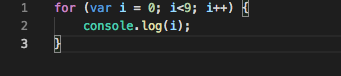 1 for (var i = 0; i<9; i++) {
2     console.log(i);
3 }